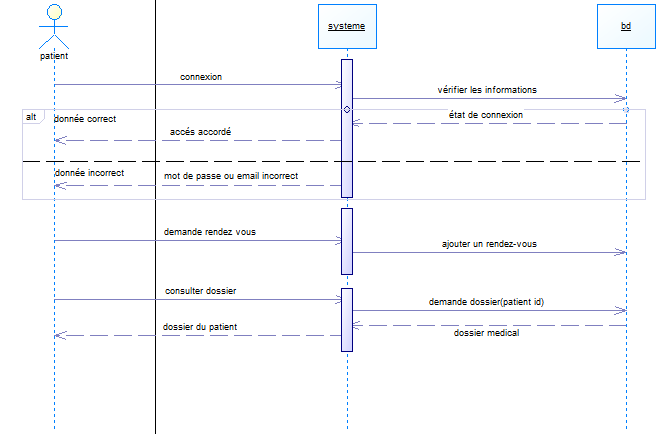 systeme
bd
patient
connexion
vérifier les informations
état de connexion
alt
donnée correct
accés accordé
donnée incorrect
mot de passe ou email incorrect
demande rendez vous
ajouter un rendez-vous
consulter dossier
demande dossier(patient id)
dossier du patient
dossier medical